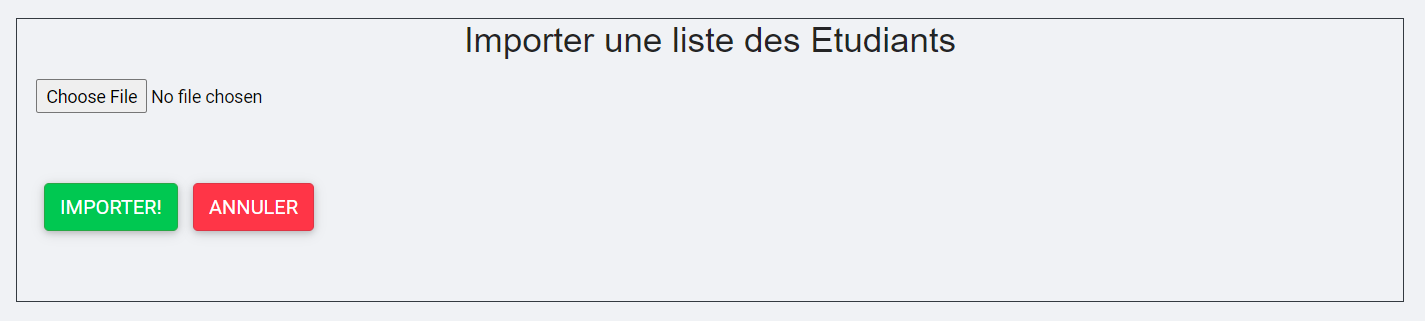 Importer une liste des Etudiants
Choose File No file chosen
IMPORTER! ANNULER